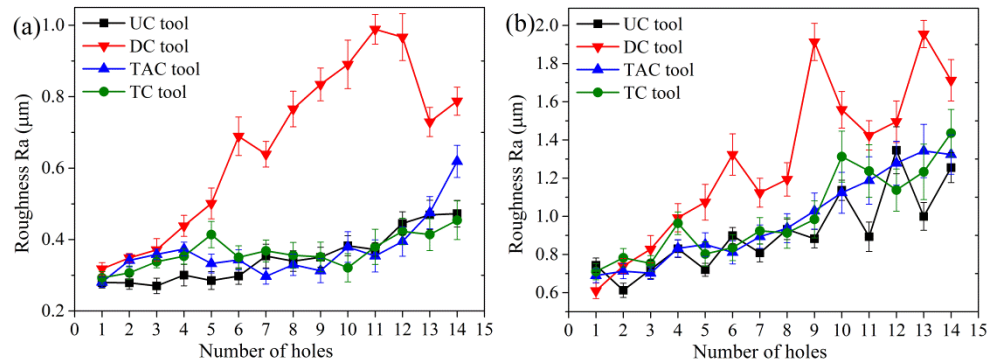 (a)
UC tool
DC tool
TAC tool
TC tool
Roughness Ra (μm)
1.0
0.8
0.6
0.4
0.2
0 1 2 3 4 5 6 7 8 9 10 11 12 13 14 15
Number of holes
(b)
UC tool
DC tool
TAC tool
TC tool
Roughness Ra (μm)
2.0
1.8
1.6
1.4
1.2
1.0
0.8
0.6
0 1 2 3 4 5 6 7 8 9 10 11 12 13 14 15
Number of holes